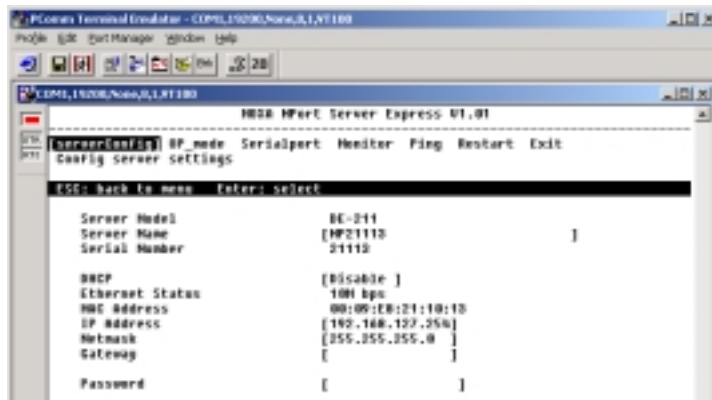 PComm Terminal Emulator - COM1,19200,None,8,1,VT100
Profile Edit Port Manager Window Help
COM1,19200,None,8,1,VT100
MOXA NPort Server Express V1.01
DTR
RTS
[serverConfig] OP_mode Serialport Monitor Ping Restart Exit
Config server settings
ESC: back to menu Enter: select
Server Model DE-211
Server Name [NP21113 ]
Serial Number 21113
DHCP [Disable ]
Ethernet Status 10M bps
MAC Address 00:09:E8:21:10:13
IP Address [192.168.127.254]
Netmask [255.255.255.0 ]
Gateway [ ]
Password [ ]